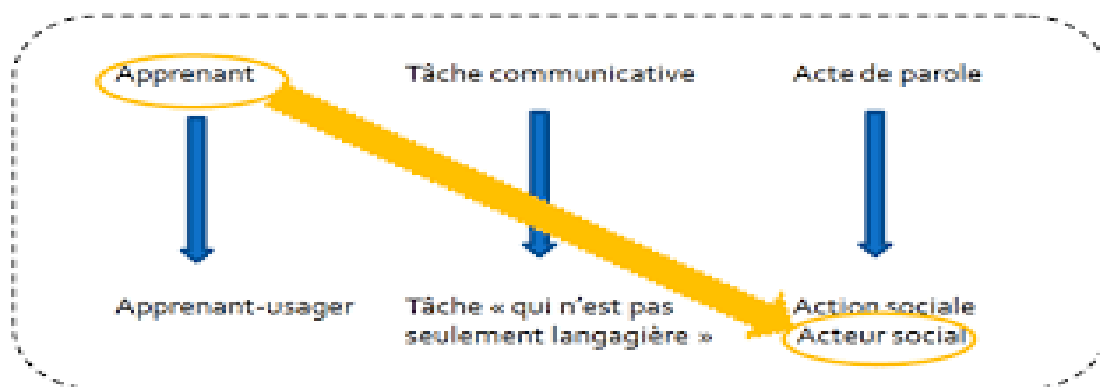 Apprenant
Tâche communicative
Acte de parole
Apprenant-usager
Tâche « qui n'est pas
seulement langagière »
Action sociale
Acteur social